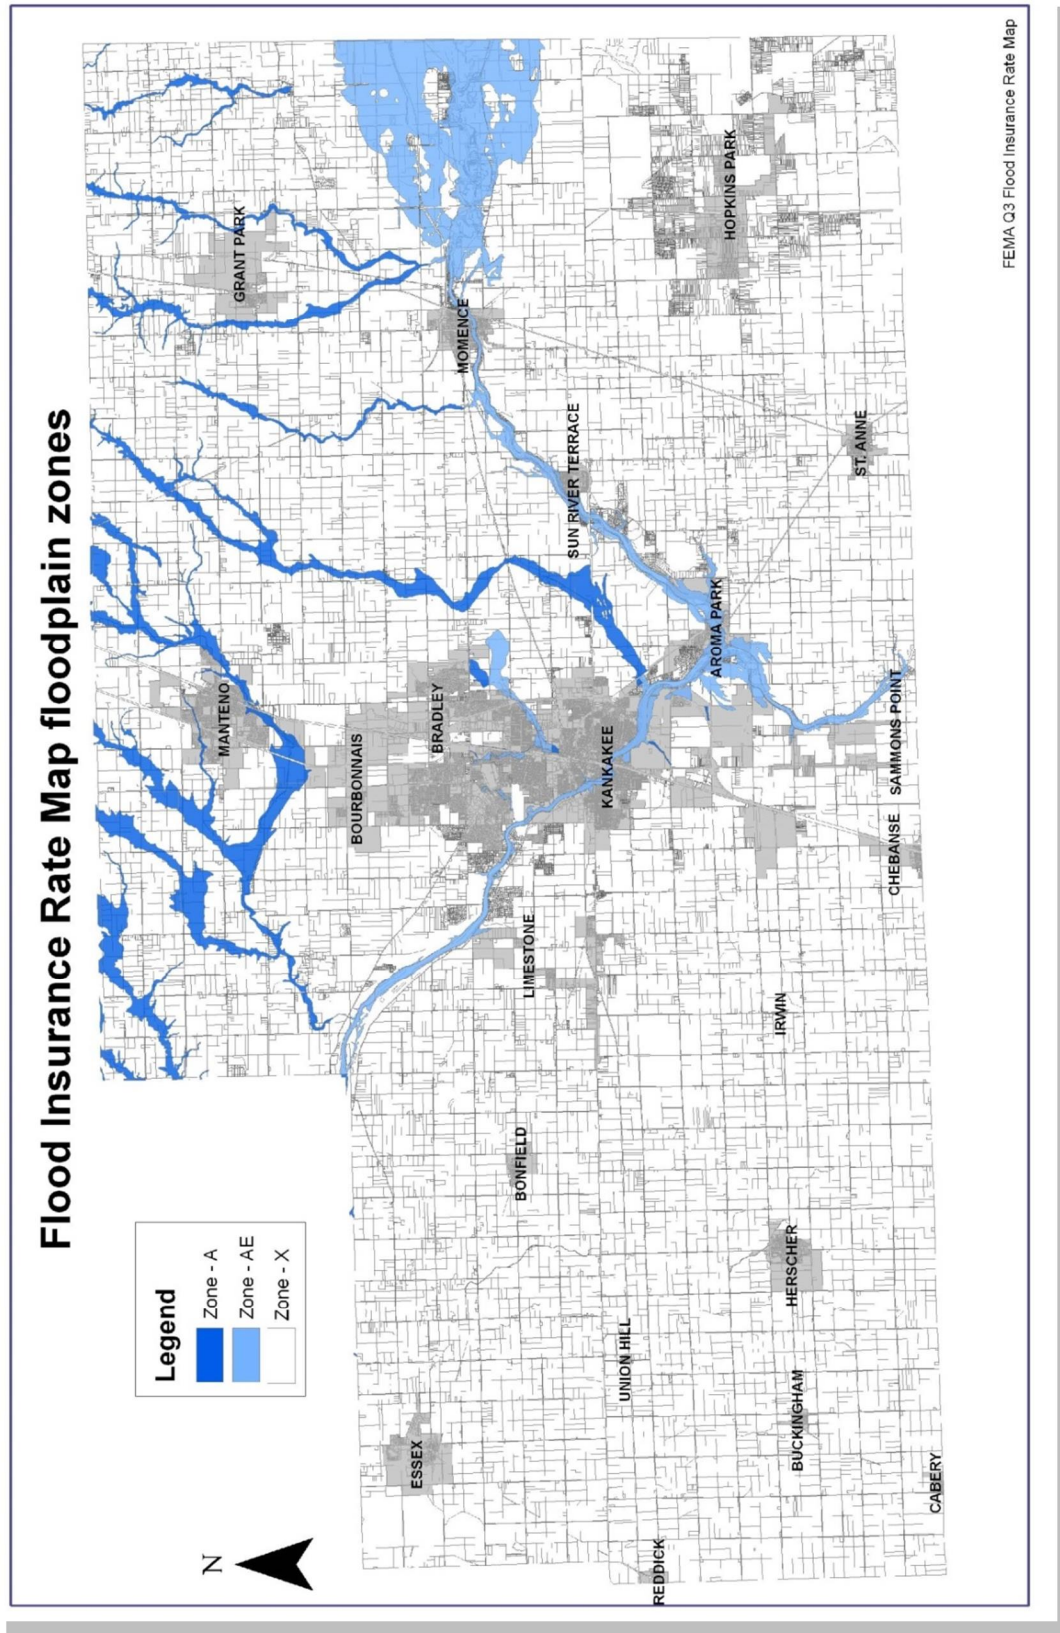 Flood Insurance Rate Map floodplain zones
N
Legend
Zone - A
Zone - AE
Zone - X
GRANT PARK
MOMENCE
HOPKINS PARK
SUN RIVER TERRACE
ST. ANNE
MANTENO
BOURBONNAIS
BRADLEY
KANKAKEE
AROMA PARK
SAMMONS POINT
CHEBANSE
LIMESTONE
IRWIN
BONFIELD
HERSCHER
UNION HILL
ESSEX
BUCKINGHAM
CABERY
REDDICK
FEMA Q3 Flood Insurance Rate Map